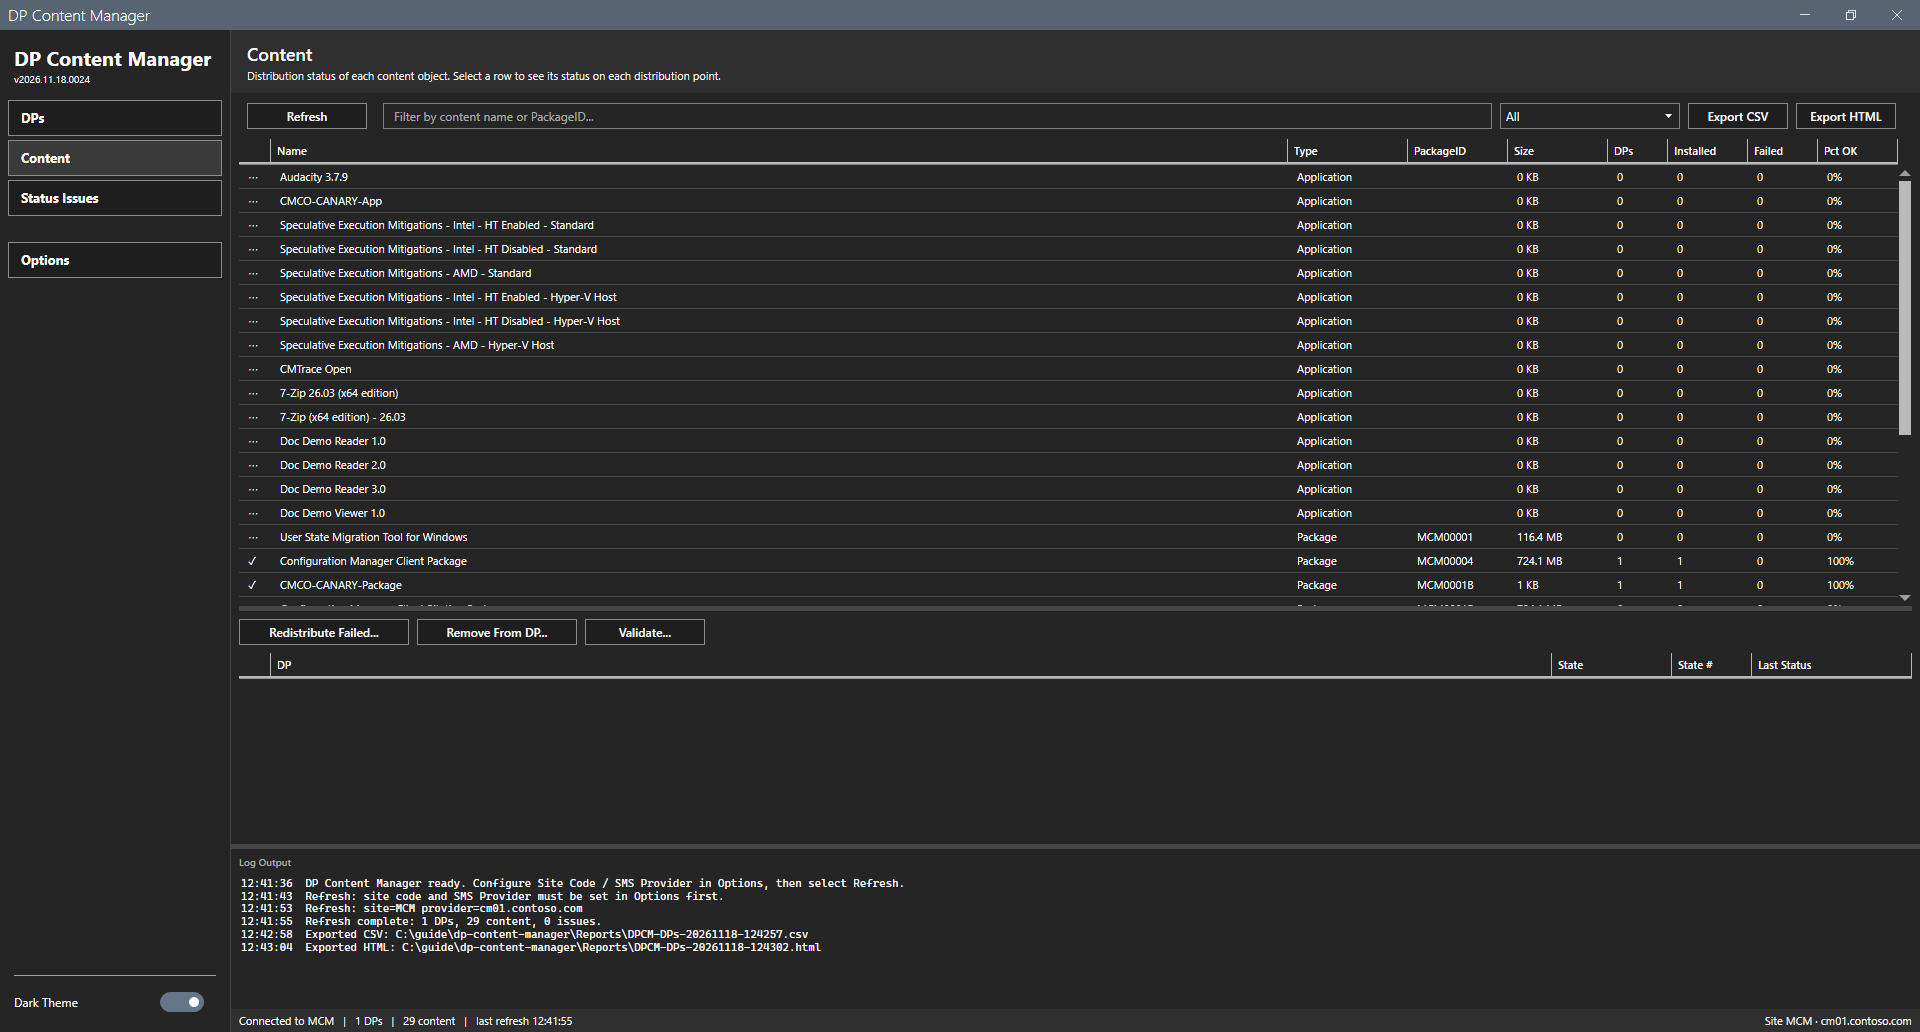 DP Content Manager
DP Content Manager
v2026.11.18.0024
DPs
Content
Status Issues
Options
Dark Theme
Content
Distribution status of each content object. Select a row to see its status on each distribution point.
Refresh Filter by content name or PackageID... All Export CSV Export HTML
Name Type PackageID Size DPs Installed Failed Pct OK
... Audacity 3.7.9 Application 0 KB 0 0 0 0%
... CMCO-CANARY-App Application 0 KB 0 0 0 0%
... Speculative Execution Mitigations - Intel - HT Enabled - Standard Application 0 KB 0 0 0 0%
... Speculative Execution Mitigations - Intel - HT Disabled - Standard Application 0 KB 0 0 0 0%
... Speculative Execution Mitigations - AMD - Standard Application 0 KB 0 0 0 0%
... Speculative Execution Mitigations - Intel - HT Enabled - Hyper-V Host Application 0 KB 0 0 0 0%
... Speculative Execution Mitigations - Intel - HT Disabled - Hyper-V Host Application 0 KB 0 0 0 0%
... Speculative Execution Mitigations - AMD - Hyper-V Host Application 0 KB 0 0 0 0%
... CMTrace Open Application 0 KB 0 0 0 0%
... 7-Zip 26.03 (x64 edition) Application 0 KB 0 0 0 0%
... 7-Zip (x64 edition) - 26.03 Application 0 KB 0 0 0 0%
... Doc Demo Reader 1.0 Application 0 KB 0 0 0 0%
... Doc Demo Reader 2.0 Application 0 KB 0 0 0 0%
... Doc Demo Reader 3.0 Application 0 KB 0 0 0 0%
... Doc Demo Viewer 1.0 Application 0 KB 0 0 0 0%
... User State Migration Tool for Windows Package MCM00001 116.4 MB 0 0 0 0%
✓ Configuration Manager Client Package Package MCM00004 724.1 MB 1 1 0 100%
✓ CMCO-CANARY-Package Package MCM0001B 1 KB 1 1 0 100%
Redistribute Failed... Remove From DP... Validate...
DP State State # Last Status
Log Output
12:41:36 DP Content Manager ready. Configure Site Code / SMS Provider in Options, then select Refresh.
12:41:43 Refresh: site code and SMS Provider must be set in Options first.
12:41:53 Refresh: site=MCM provider=cm01.contoso.com
12:41:55 Refresh complete: 1 DPs, 29 content, 0 issues.
12:42:58 Exported CSV: C:\guide\dp-content-manager\Reports\DPCM-DPs-20261118-124257.csv
12:43:04 Exported HTML: C:\guide\dp-content-manager\Reports\DPCM-DPs-20261118-124302.html
Connected to MCM | 1 DPs | 29 content | last refresh 12:41:55
Site MCM · cm01.contoso.com